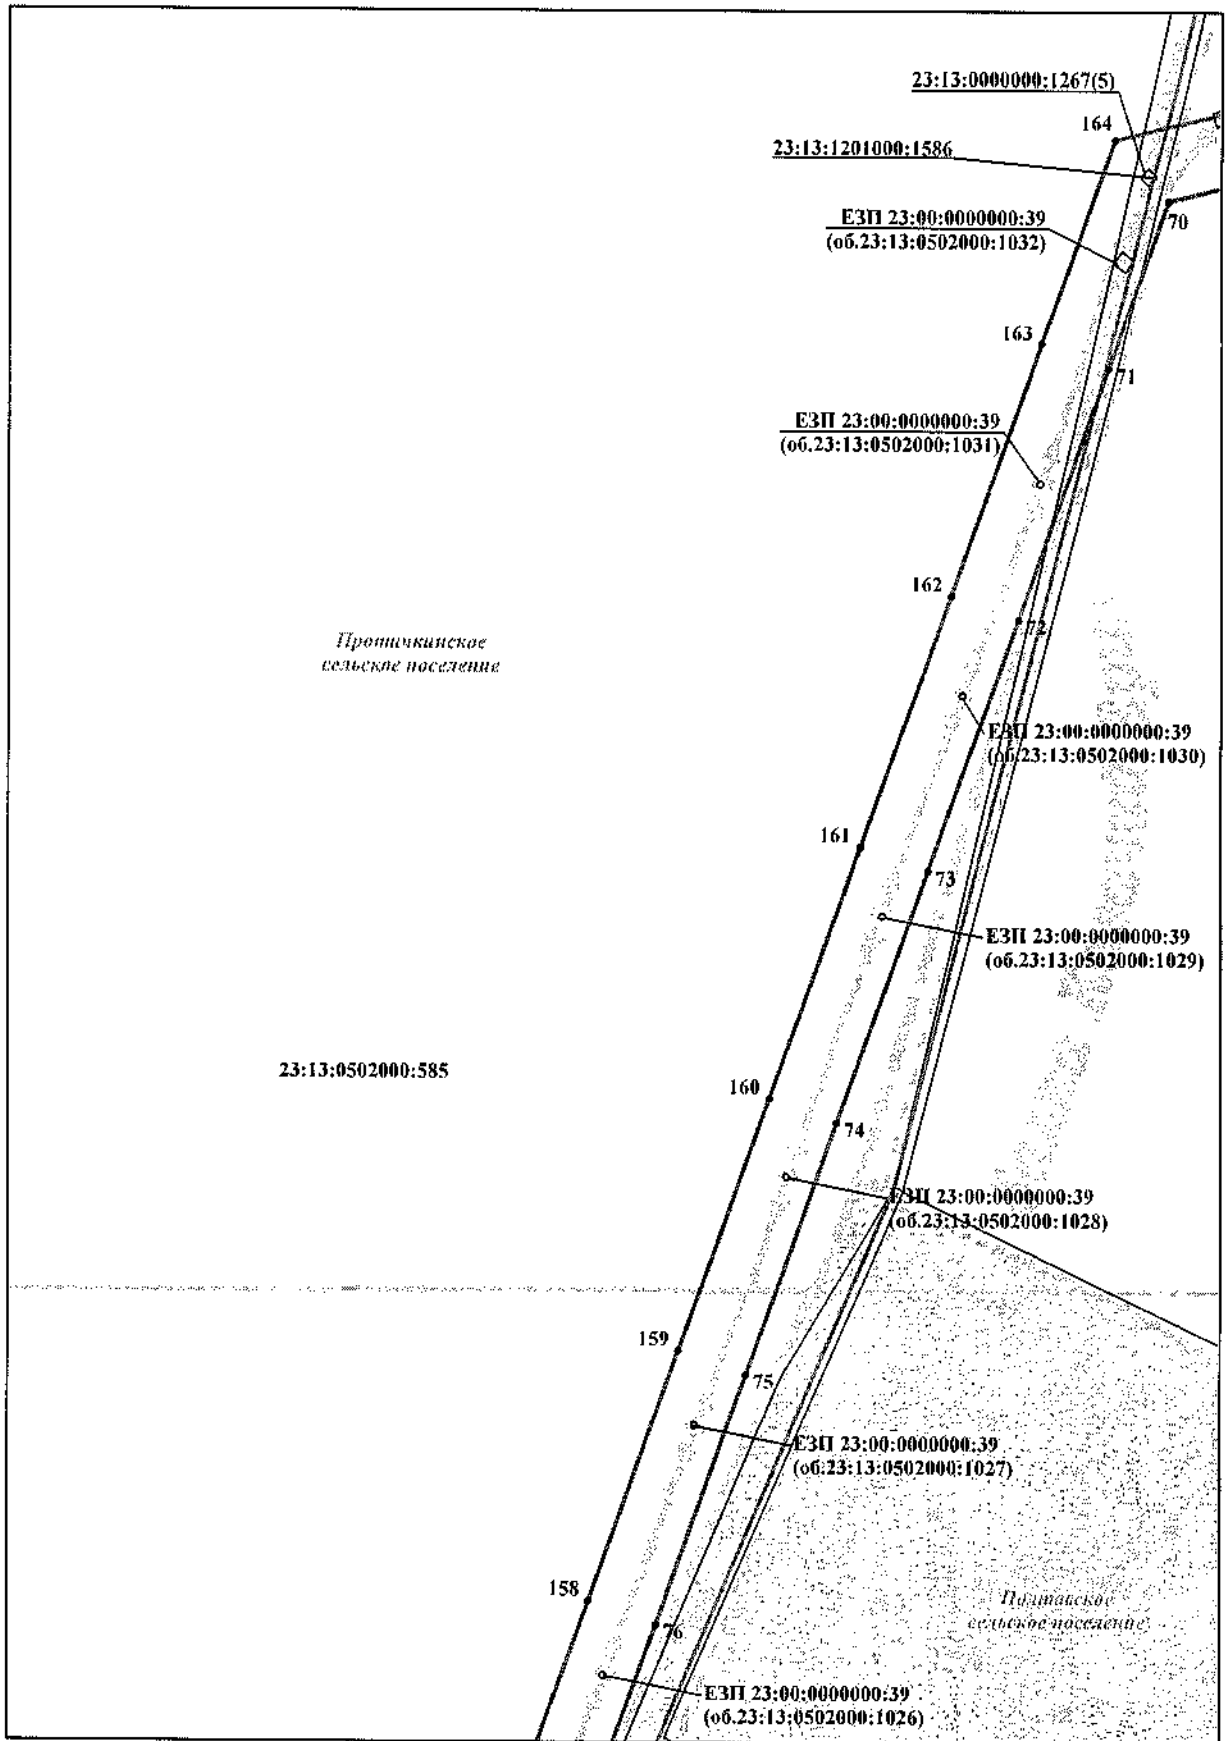 23:13:0000000:1267(5)
164
23:13:1201000:1586
ЕЗП 23:00:0000000:39
(об.23:13:0502000:1032)
70
163
71
ЕЗП 23:00:0000000:39
(об.23:13:0502000:1031)
162
72
Протичкинское
сельское поселение
ЕЗП 23:00:0000000:39
(об.23:13:0502000:1030)
161
73
ЕЗП 23:00:0000000:39
(об.23:13:0502000:1029)
23:13:0502000:585
160
74
ЕЗП 23:00:0000000:39
(об.23:13:0502000:1028)
159
75
ЕЗП 23:00:0000000:39
(об.23:13:0502000:1027)
158
Полтавское
сельское поселение
76
ЕЗП 23:00:0000000:39
(об.23:13:0502000:1026)